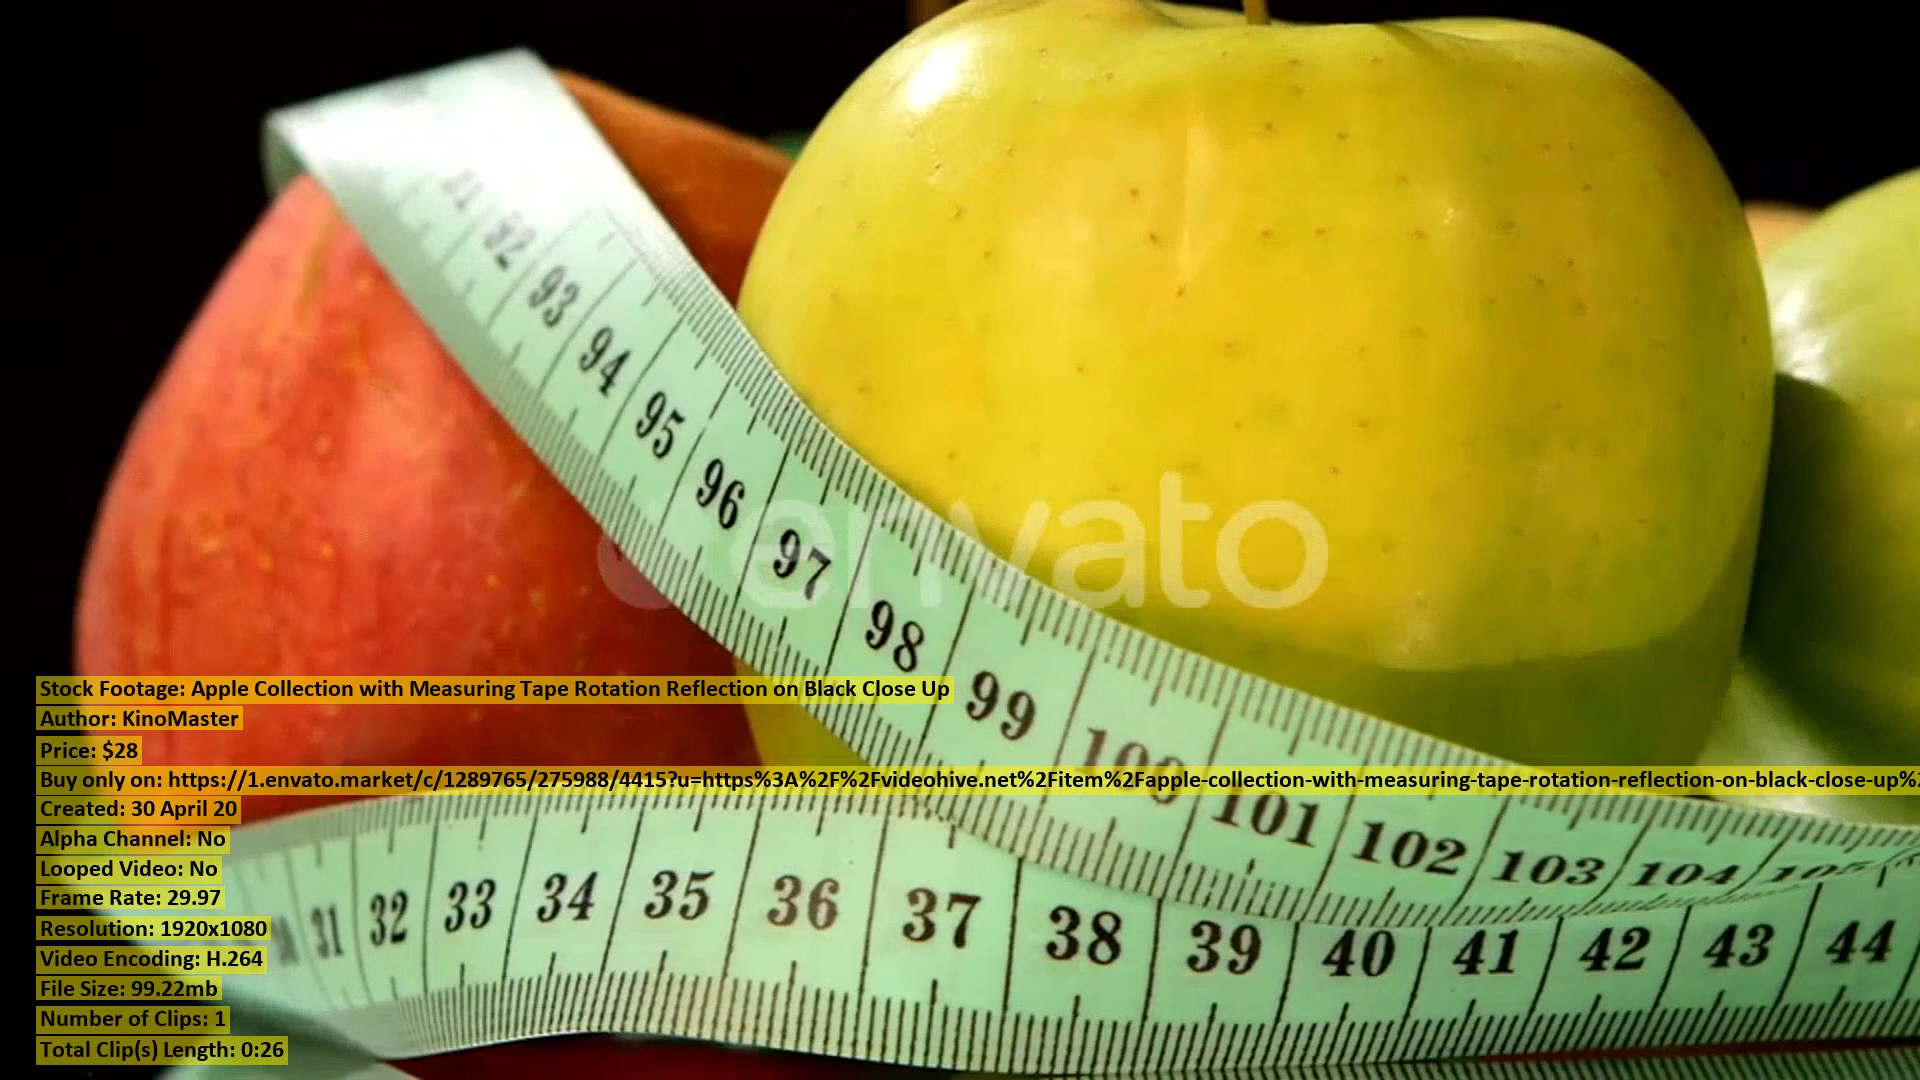 92
93
94
95
96
97
98
99
100
101
102
103
104
105
envato
Stock Footage: Apple Collection with Measuring Tape Rotation Reflection on Black Close Up
Author: KinoMaster
Price: $28
Buy only on: https://1.envato.market/c/1289765/275988/4415?u=https%3A%2F%2Fvideohive.net%2Fitem%2Fapple-collection-with-measuring-tape-rotation-reflection-on-black-close-up%
Created: 30 April 20
Alpha Channel: No
Looped Video: No
Frame Rate: 29.97
Resolution: 1920x1080
Video Encoding: H.264
File Size: 99.22mb
Number of Clips: 1
Total Clip(s) Length: 0:26
31 32 33 34 35 36 37 38 39 40 41 42 43 44